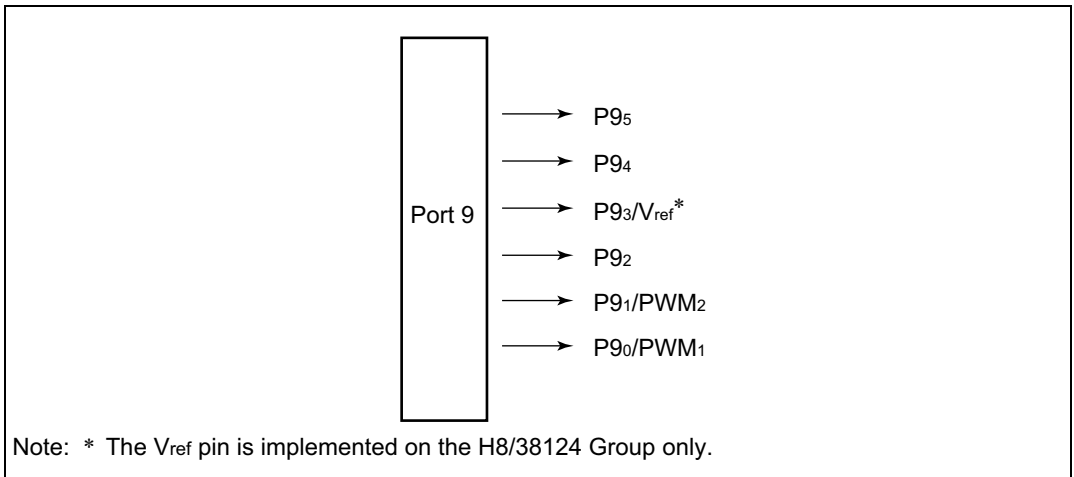 Port 9
P95
P94
P93/Vref*
P92
P91/PWM2
P90/PWM1
Note: * The Vref pin is implemented on the H8/38124 Group only.